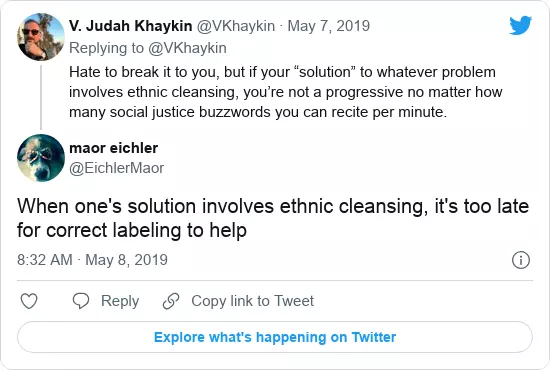 V. Judah Khaykin @VKhaykin · May 7, 2019
Replying to @VKhaykin
Hate to break it to you, but if your “solution” to whatever problem
involves ethnic cleansing, you’re not a progressive no matter how
many social justice buzzwords you can recite per minute.
maor eichler
@EichlerMaor
When one's solution involves ethnic cleansing, it's too late
for correct labeling to help
8:32 AM · May 8, 2019
Reply
Copy link to Tweet
Explore what's happening on Twitter